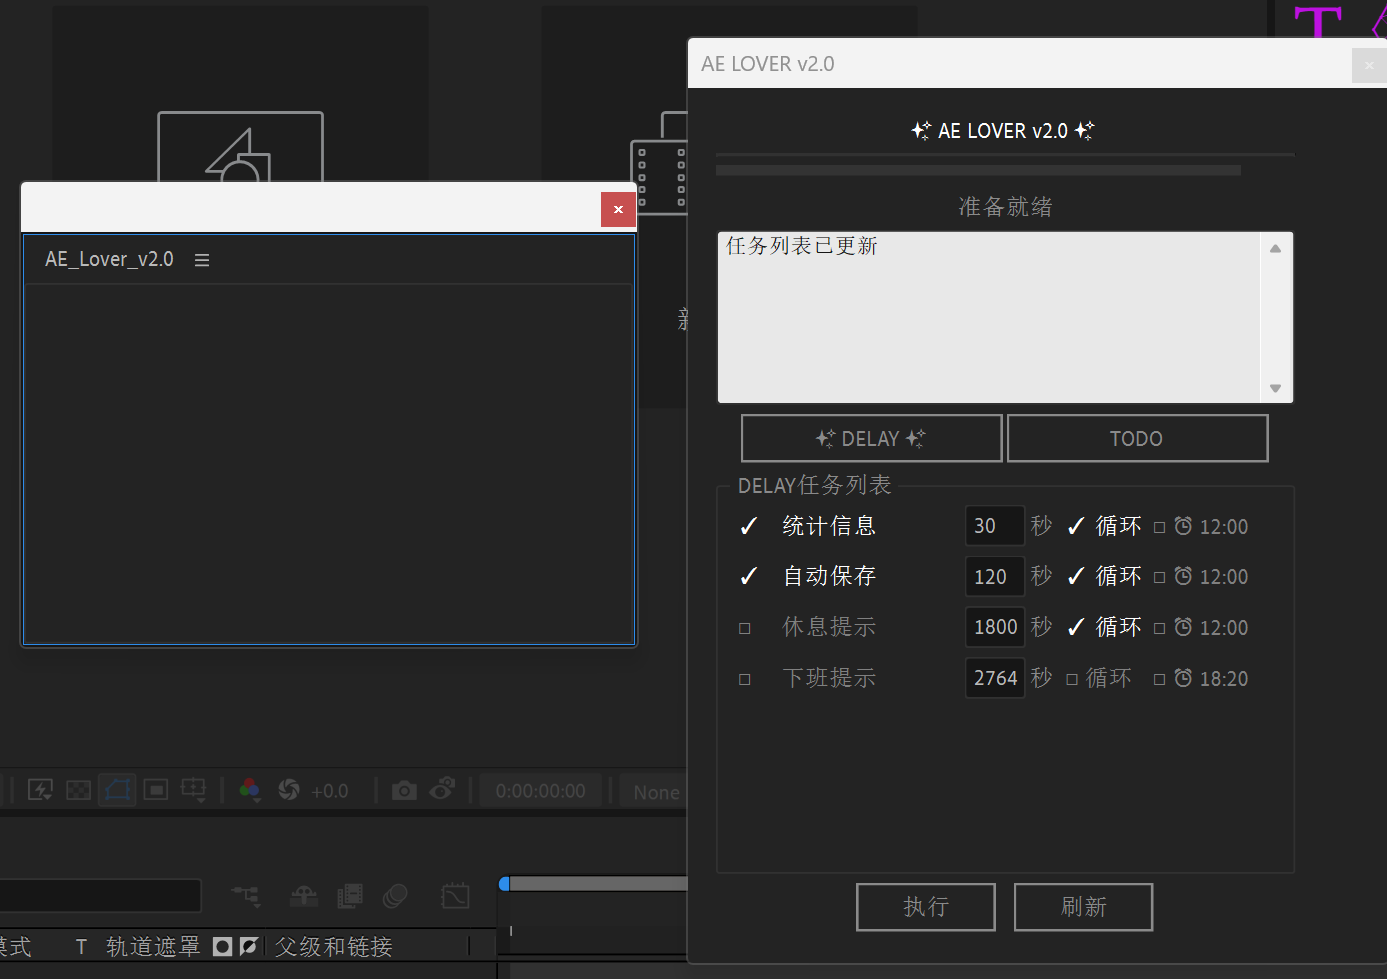 T
AE LOVER v2.0
AE LOVER v2.0
准备就绪
任务列表已更新
AE_Lover_v2.0
DELAY
TODO
DELAY任务列表
✓ 统计信息 30 秒 ✓ 循环 □ 12:00
✓ 自动保存 120 秒 ✓ 循环 □ 12:00
□ 休息提示 1800 秒 ✓ 循环 □ 12:00
□ 下班提示 2764 秒 □ 循环 □ 18:20
执行
刷新
+0.0
0:00:00:00
None
模式 T 轨道遮罩 父级和链接